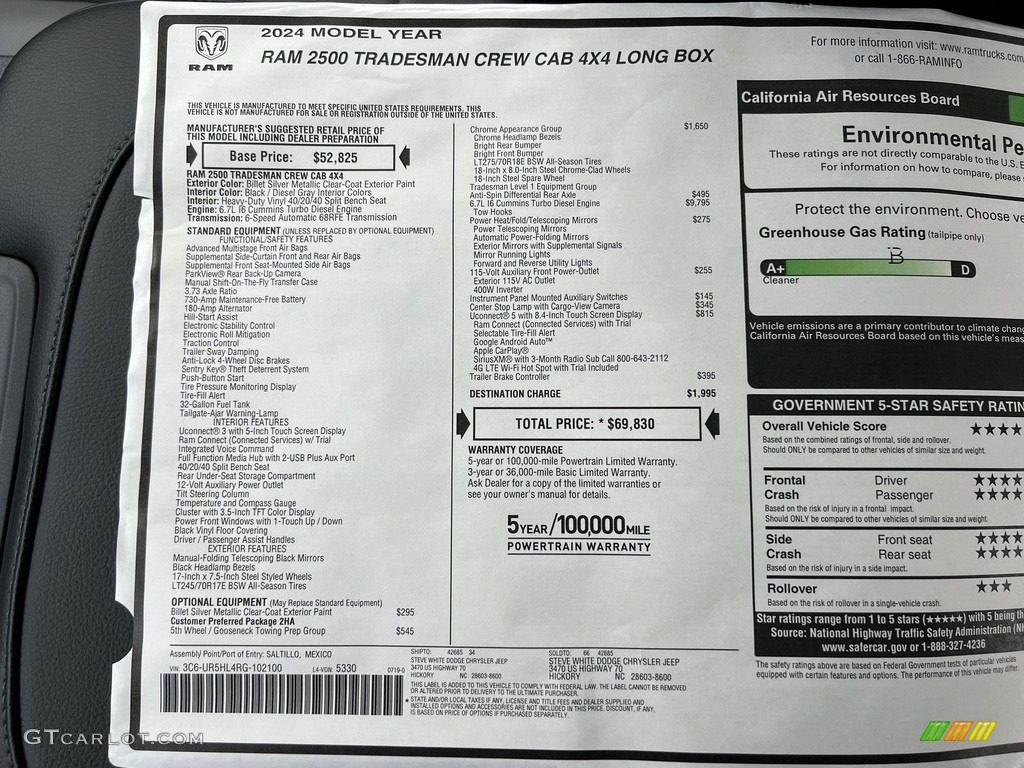 2024 MODEL YEAR
RAM 2500 TRADESMAN CREW CAB 4X4 LONG BOX
RAM
For more information visit: www.ramtrucks.com
or call 1-866-RAMINFO
THIS VEHICLE IS MANUFACTURED TO MEET SPECIFIC UNITED STATES REQUIREMENTS. THIS
VEHICLE IS NOT MANUFACTURED FOR SALE OR REGISTRATION OUTSIDE OF THE UNITED STATES.
MANUFACTURER'S SUGGESTED RETAIL PRICE OF
THIS MODEL INCLUDING DEALER PREPARATION
Base Price: $52,825
RAM 2500 TRADESMAN CREW CAB 4X4
Exterior Color: Billet Silver Metallic Clear-Coat Exterior Paint
Interior Color: Black / Diesel Gray Interior Colors
Interior: Heavy-Duty Vinyl 40/20/40 Split Bench Seat
Engine: 6.7L I6 Cummins Turbo Diesel Engine
Transmission: 6-Speed Automatic 68RFE Transmission
STANDARD EQUIPMENT (UNLESS REPLACED BY OPTIONAL EQUIPMENT)
FUNCTIONAL/SAFETY FEATURES
Advanced Multistage Front Air Bags
Supplemental Side-Curtain Front and Rear Air Bags
Supplemental Front Seat-Mounted Side Air Bags
ParkView® Rear Back-Up Camera
Manual Shift-On-The-Fly Transfer Case
3.73 Axle Ratio
730-Amp Maintenance-Free Battery
180-Amp Alternator
Hill-Start Assist
Electronic Stability Control
Electronic Roll Mitigation
Traction Control
Trailer Sway Damping
Anti-Lock 4-Wheel Disc Brakes
Sentry Key® Theft Deterrent System
Push-Button Start
Tire Pressure Monitoring Display
Tire-Fill Alert
32-Gallon Fuel Tank
Tailgate-Ajar Warning-Lamp
INTERIOR FEATURES
Uconnect® 3 with 5-Inch Touch Screen Display
Ram Connect (Connected Services) w/ Trial
Integrated Voice Command
Full Function Media Hub with 2-USB Plus Aux Port
40/20/40 Split Bench Seat
Rear Under-Seat Storage Compartment
12-Volt Auxiliary Power Outlet
Tilt Steering Column
Temperature and Compass Gauge
Cluster with 3.5-Inch TFT Color Display
Power Front Windows with 1-Touch Up / Down
Black Vinyl Floor Covering
Driver / Passenger Assist Handles
EXTERIOR FEATURES
Manual-Folding Telescoping Black Mirrors
Black Headlamp Bezels
17-Inch x 7.5-Inch Steel Styled Wheels
LT245/70R17E BSW All-Season Tires
OPTIONAL EQUIPMENT (May Replace Standard Equipment)
Billet Silver Metallic Clear-Coat Exterior Paint $295
Customer Preferred Package 2HA
5th Wheel / Gooseneck Towing Prep Group $545
Chrome Appearance Group $1,650
Chrome Headlamp Bezels
Bright Rear Bumper
Bright Front Bumper
LT275/70R18E BSW All-Season Tires
18-Inch x 8.0-Inch Steel Chrome-Clad Wheels
18-Inch Steel Spare Wheel
Tradesman Level 1 Equipment Group
Anti-Spin Differential Rear Axle $495
6.7L I6 Cummins Turbo Diesel Engine $9,795
Tow Hooks
Power Heat/Fold/Telescoping Mirrors $275
Power Telescoping Mirrors
Automatic Power-Folding Mirrors
Exterior Mirrors with Supplemental Signals
Mirror Running Lights
Forward and Reverse Utility Lights
115-Volt Auxiliary Front Power-Outlet $255
Exterior 115V AC Outlet
400W Inverter
Instrument Panel Mounted Auxiliary Switches $145
Center Stop Lamp with Cargo-View Camera $345
Uconnect® 5 with 8.4-Inch Touch Screen Display $815
Ram Connect (Connected Services) with Trial
Selectable Tire-Fill Alert
Google Android Auto™
Apple CarPlay®
SiriusXM® with 3-Month Radio Sub Call 800-643-2112
4G LTE Wi-Fi Hot Spot with Trial Included
Trailer Brake Controller $395
DESTINATION CHARGE $1,995
TOTAL PRICE: * $69,830
WARRANTY COVERAGE
5-year or 100,000-mile Powertrain Limited Warranty.
3-year or 36,000-mile Basic Limited Warranty.
Ask Dealer for a copy of the limited warranties or
see your owner's manual for details.
5 YEAR/100,000 MILE
POWERTRAIN WARRANTY
California Air Resources Board
Environmental Pe
These ratings are not directly comparable to the U.S. E
For information on how to compare, please
Protect the environment. Choose ve
Greenhouse Gas Rating (tailpipe only)
B
A+ D
Cleaner
Vehicle emissions are a primary contributor to climate chang
California Air Resources Board based on this vehicle's meas
GOVERNMENT 5-STAR SAFETY RATIN
Overall Vehicle Score ★★★★
Based on the combined ratings of frontal, side and rollover.
Should ONLY be compared to other vehicles of similar size and weight.
Frontal Driver ★★★★
Crash Passenger ★★★★
Based on the risk of injury in a frontal impact.
Should ONLY be compared to other vehicles of similar size and weight.
Side Front seat ★★★★
Crash Rear seat ★★★★
Based on the risk of injury in a side impact.
Rollover ★★★
Based on the risk of rollover in a single-vehicle crash.
Star ratings range from 1 to 5 stars (★★★★★) with 5 being th
Source: National Highway Traffic Safety Administration (NH
www.safercar.gov or 1-888-327-4236
The safety ratings above are based on Federal Government tests of particular vehicles
equipped with certain features and options. The performance of this vehicle may differ.
Assembly Point/Port of Entry: SALTILLO, MEXICO
VIN: 3C6-UR5HL4RG-102100 L4-VON: 5330 0719-0
SHIPTO: 42685 34
STEVE WHITE DODGE CHRYSLER JEEP
3470 US HIGHWAY 70
HICKORY NC 28603-8600
SOLDTO: 66 42685
STEVE WHITE DODGE CHRYSLER JEEP
3470 US HIGHWAY 70
HICKORY NC 28603-8600
THIS LABEL IS ADDED TO THIS VEHICLE TO COMPLY WITH FEDERAL LAW. THE LABEL CANNOT BE REMOVED
OR ALTERED PRIOR TO DELIVERY TO THE ULTIMATE PURCHASER.
* STATE AND/OR LOCAL TAXES IF ANY, LICENSE AND TITLE FEES AND DEALER SUPPLIED AND
INSTALLED OPTIONS AND ACCESSORIES ARE NOT INCLUDED IN THIS PRICE. DISCOUNT, IF ANY,
IS BASED ON PRICE OF OPTIONS IF PURCHASED SEPARATELY.
GTCARLOT.COM